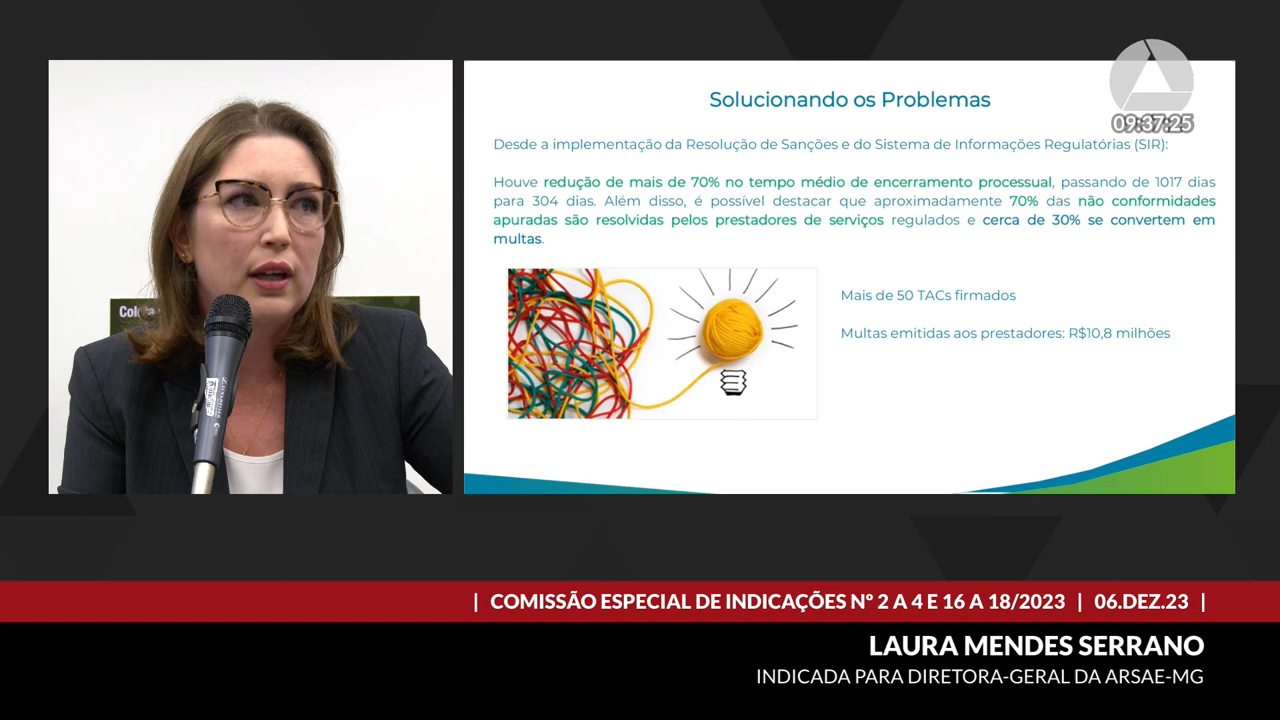 Solucionando os Problemas
09:37:25
Desde a implementação da Resolução de Sanções e do Sistema de Informações Regulatórias (SIR):
Houve redução de mais de 70% no tempo médio de encerramento processual, passando de 1017 dias
para 304 dias. Além disso, é possível destacar que aproximadamente 70% das não conformidades
apuradas são resolvidas pelos prestadores de serviços regulados e cerca de 30% se convertem em
multas.
Mais de 50 TACs firmados
Multas emitidas aos prestadores: R$10,8 milhões
| COMISSÃO ESPECIAL DE INDICAÇÕES Nº 2 A 4 E 16 A 18/2023 | 06.DEZ.23 |
LAURA MENDES SERRANO
INDICADA PARA DIRETORA-GERAL DA ARSAE-MG